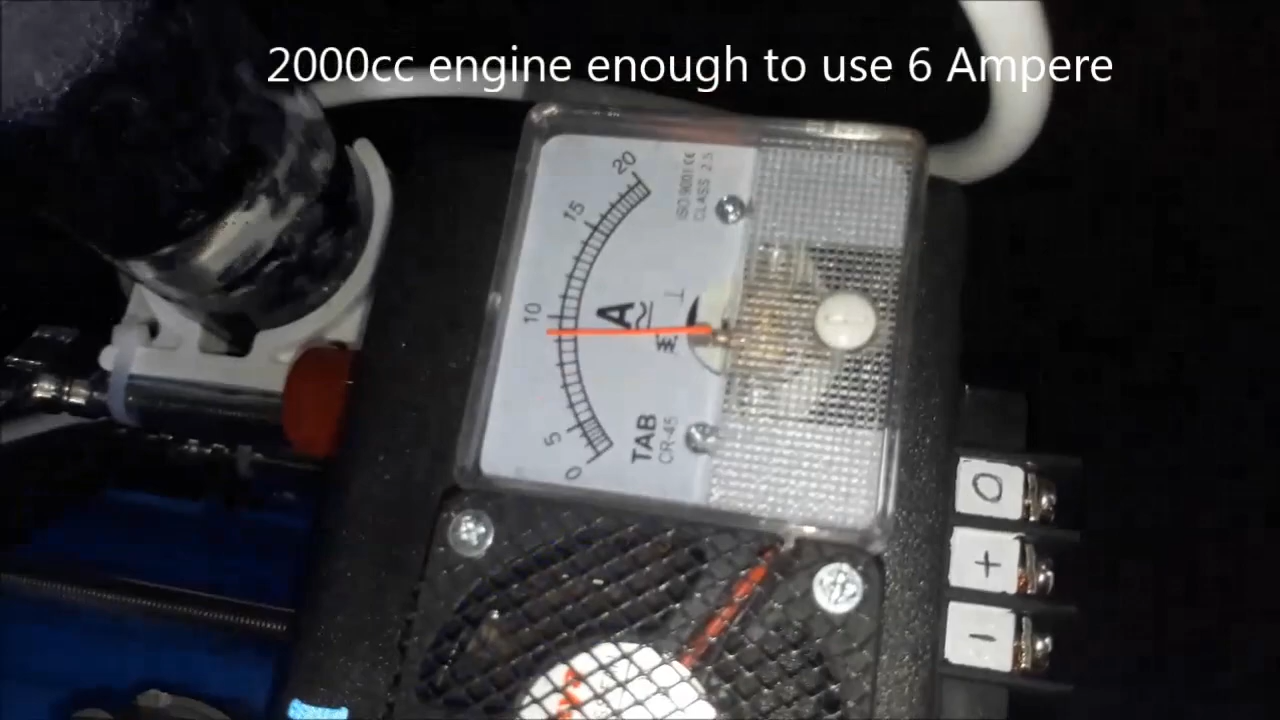 2000cc engine enough to use 6 Ampere
20
15
10
5
0
A
ISO 9001 CE
CLASS 2.5
TAB
CR-45
0
+
-